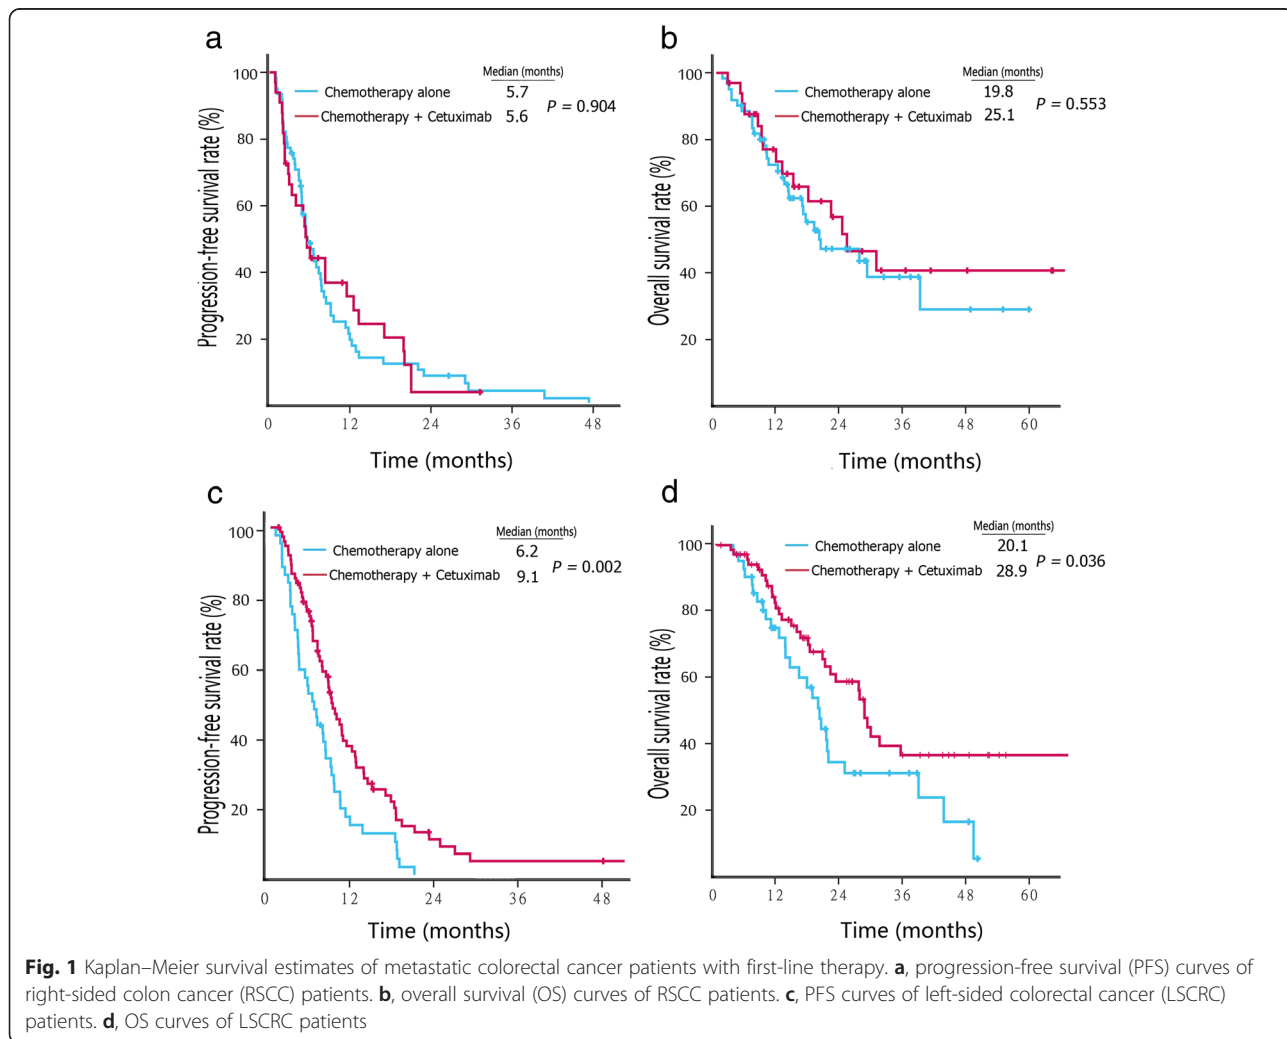 a
Median (months)
Chemotherapy alone 5.7
P = 0.904
Chemotherapy + Cetuximab 5.6
Progression-free survival rate (%)
100
80
60
40
20
0 12 24 36 48
Time (months)
b
Median (months)
Chemotherapy alone 19.8
P = 0.553
Chemotherapy + Cetuximab 25.1
Overall survival rate (%)
100
80
60
40
20
0 12 24 36 48 60
Time (months)
c
Median (months)
Chemotherapy alone 6.2
P = 0.002
Chemotherapy + Cetuximab 9.1
Progression-free survival rate (%)
100
80
60
40
20
0 12 24 36 48
Time (months)
d
Median (months)
Chemotherapy alone 20.1
P = 0.036
Chemotherapy + Cetuximab 28.9
Overall survival rate (%)
100
80
60
40
20
0 12 24 36 48 60
Time (months)
Fig. 1 Kaplan–Meier survival estimates of metastatic colorectal cancer patients with first-line therapy. a, progression-free survival (PFS) curves of
right-sided colon cancer (RSCC) patients. b, overall survival (OS) curves of RSCC patients. c, PFS curves of left-sided colorectal cancer (LSCRC)
patients. d, OS curves of LSCRC patients